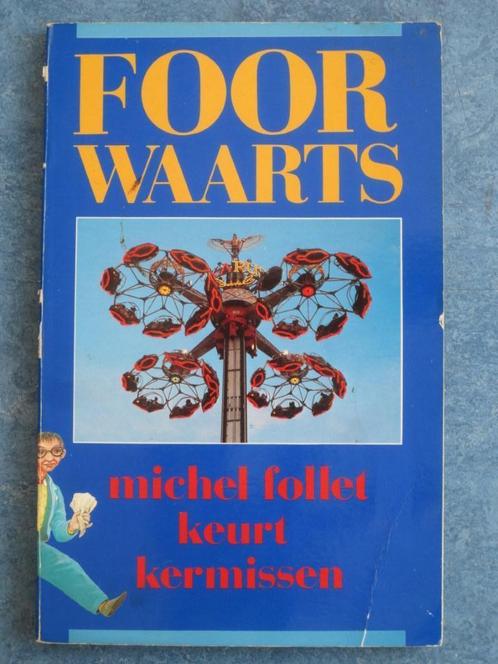 FOOR
WAARTS
michel follet
keurt
kermissen